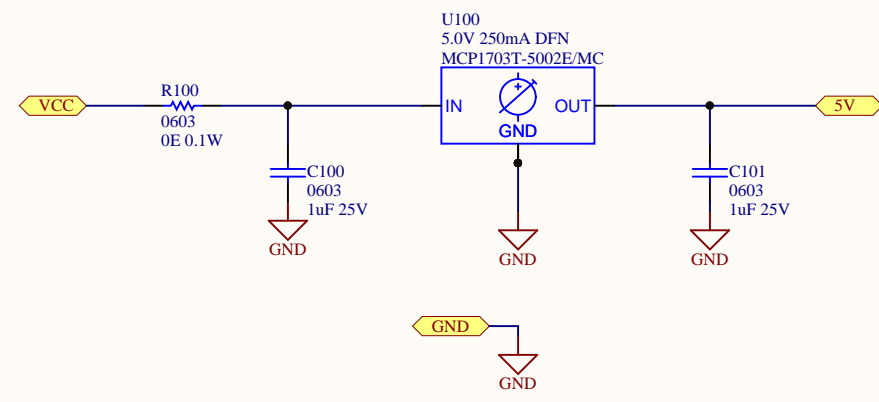 U100
5.0V 250mA DFN
MCP1703T-5002E/MC
VCC
R100
0603
0E 0.1W
IN
OUT
GND
5V
C100
0603
1uF 25V
GND
GND
C101
0603
1uF 25V
GND
GND
GND